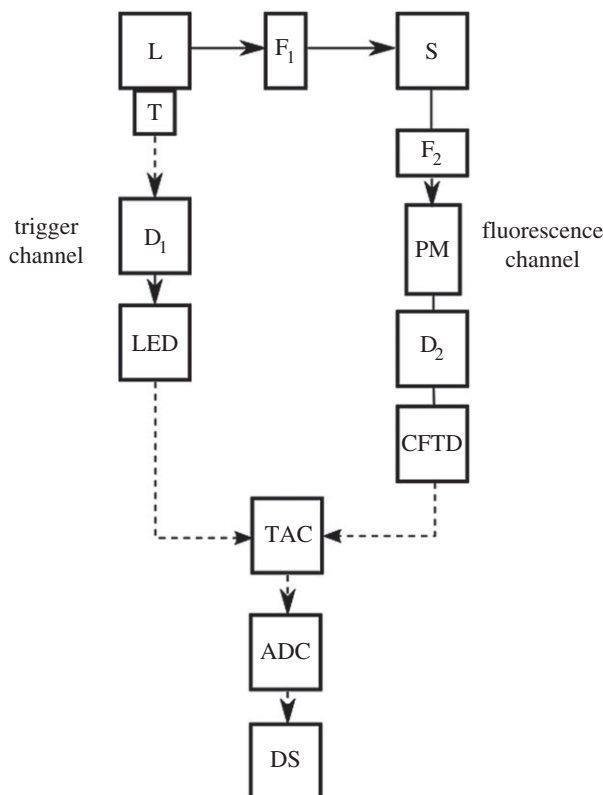 L
F1
S
T
F2
trigger
channel
D1
PM
fluorescence
channel
LED
D2
CFTD
TAC
ADC
DS